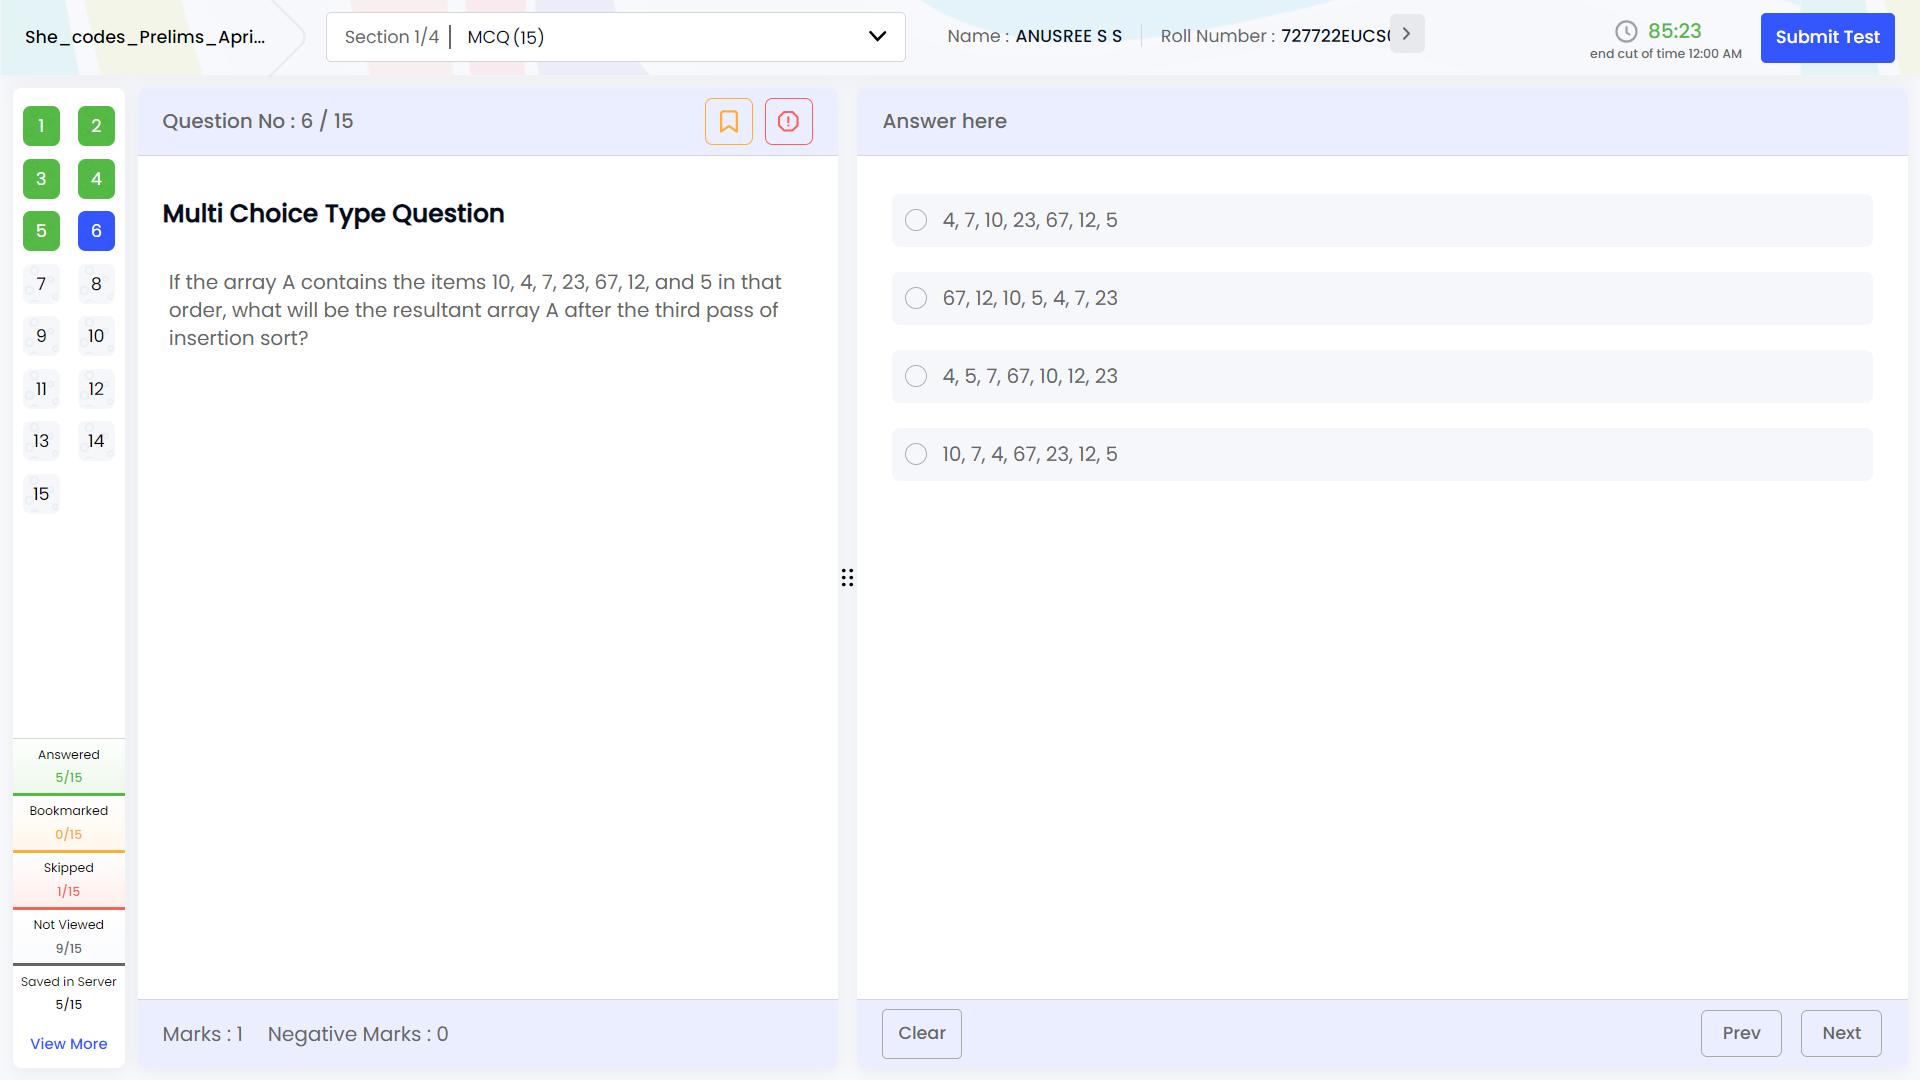 She_codes_Prelims_Apri...
Section 1/4 | MCQ (15)
Name : ANUSREE S S
Roll Number : 727722EUCS
85:23
end cut of time 12:00 AM
Submit Test
1 2
3 4
5 6
7 8
9 10
11 12
13 14
15
Answered
5/15
Bookmarked
0/15
Skipped
1/15
Not Viewed
9/15
Saved in Server
5/15
View More
Question No : 6 / 15
Multi Choice Type Question
If the array A contains the items 10, 4, 7, 23, 67, 12, and 5 in that
order, what will be the resultant array A after the third pass of
insertion sort?
Marks : 1 Negative Marks : 0
Answer here
4, 7, 10, 23, 67, 12, 5
67, 12, 10, 5, 4, 7, 23
4, 5, 7, 67, 10, 12, 23
10, 7, 4, 67, 23, 12, 5
Clear
Prev
Next